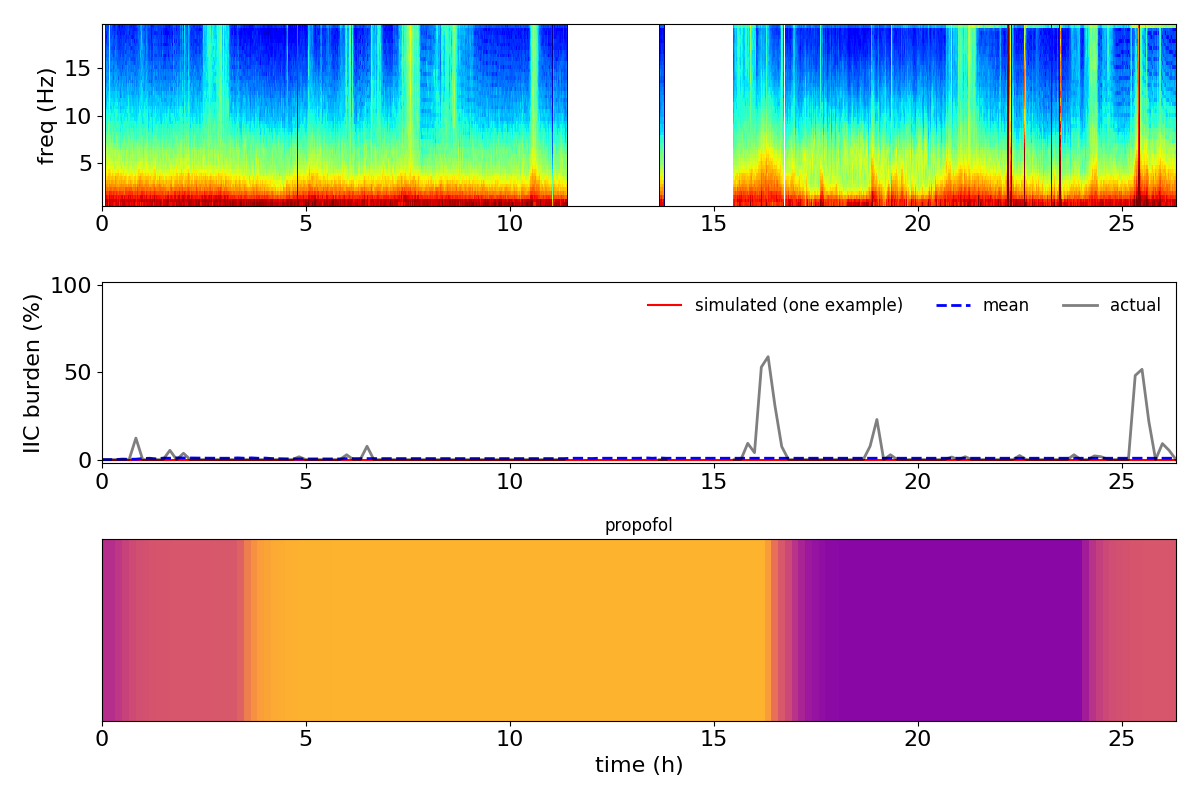 15
10
5
freq (Hz)
0 5 10 15 20 25
100
50
0
IIC burden (%)
simulated (one example) mean actual
0 5 10 15 20 25
propofol
0 5 10 15 20 25
time (h)